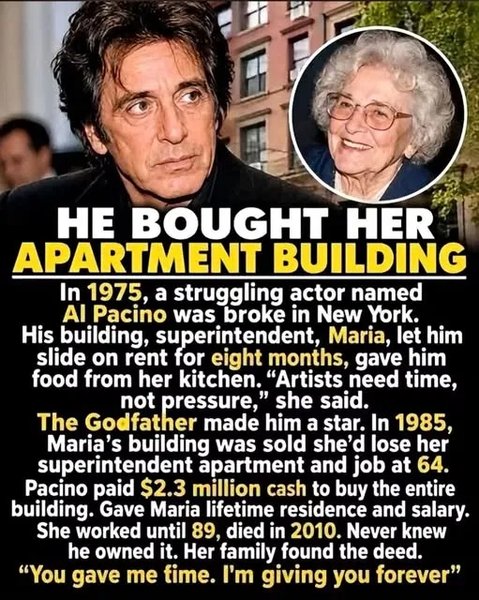 HE BOUGHT HER
APARTMENT BUILDING
In 1975, a struggling actor named
Al Pacino was broke in New York.
His building, superintendent, Maria, let him
slide on rent for eight months, gave him
food from her kitchen. “Artists need time,
not pressure,” she said.
The Godfather made him a star. In 1985,
Maria’s building was sold she’d lose her
superintendent apartment and job at 64.
Pacino paid $2.3 million cash to buy the entire
building. Gave Maria lifetime residence and salary.
She worked until 89, died in 2010. Never knew
he owned it. Her family found the deed.
“You gave me time. I'm giving you forever”